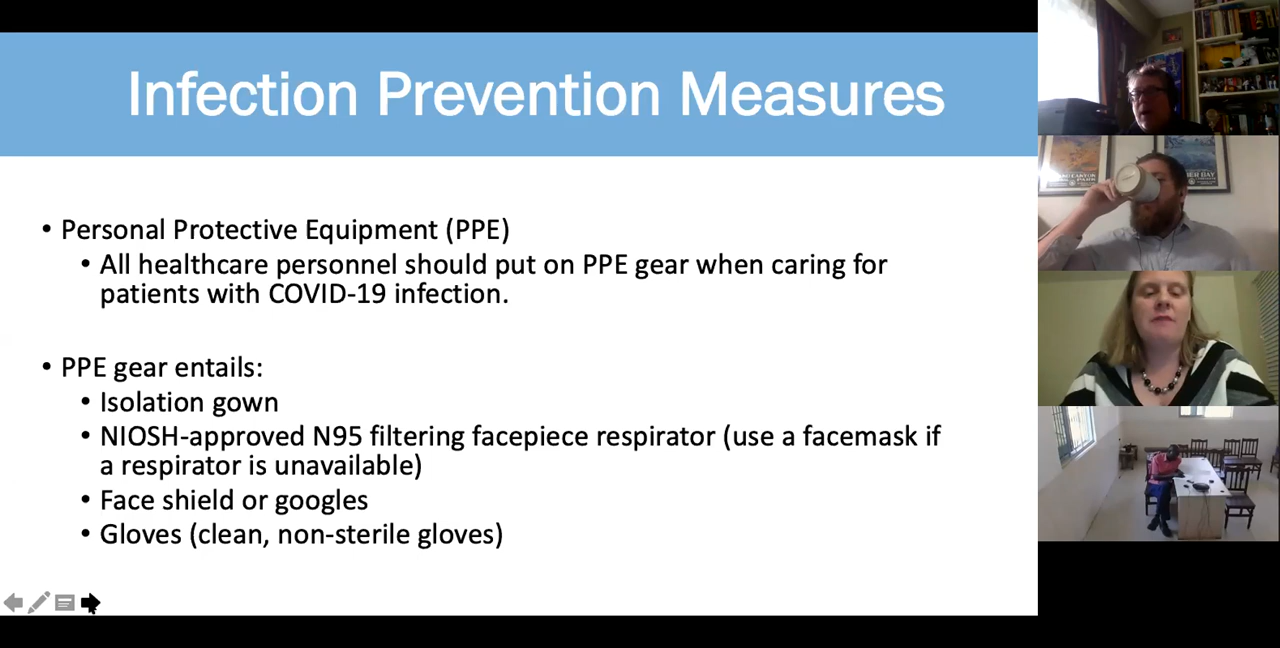 Infection Prevention Measures
• Personal Protective Equipment (PPE)
• All healthcare personnel should put on PPE gear when caring for
patients with COVID-19 infection.
• PPE gear entails:
• Isolation gown
• NIOSH-approved N95 filtering facepiece respirator (use a facemask if
a respirator is unavailable)
• Face shield or googles
• Gloves (clean, non-sterile gloves)